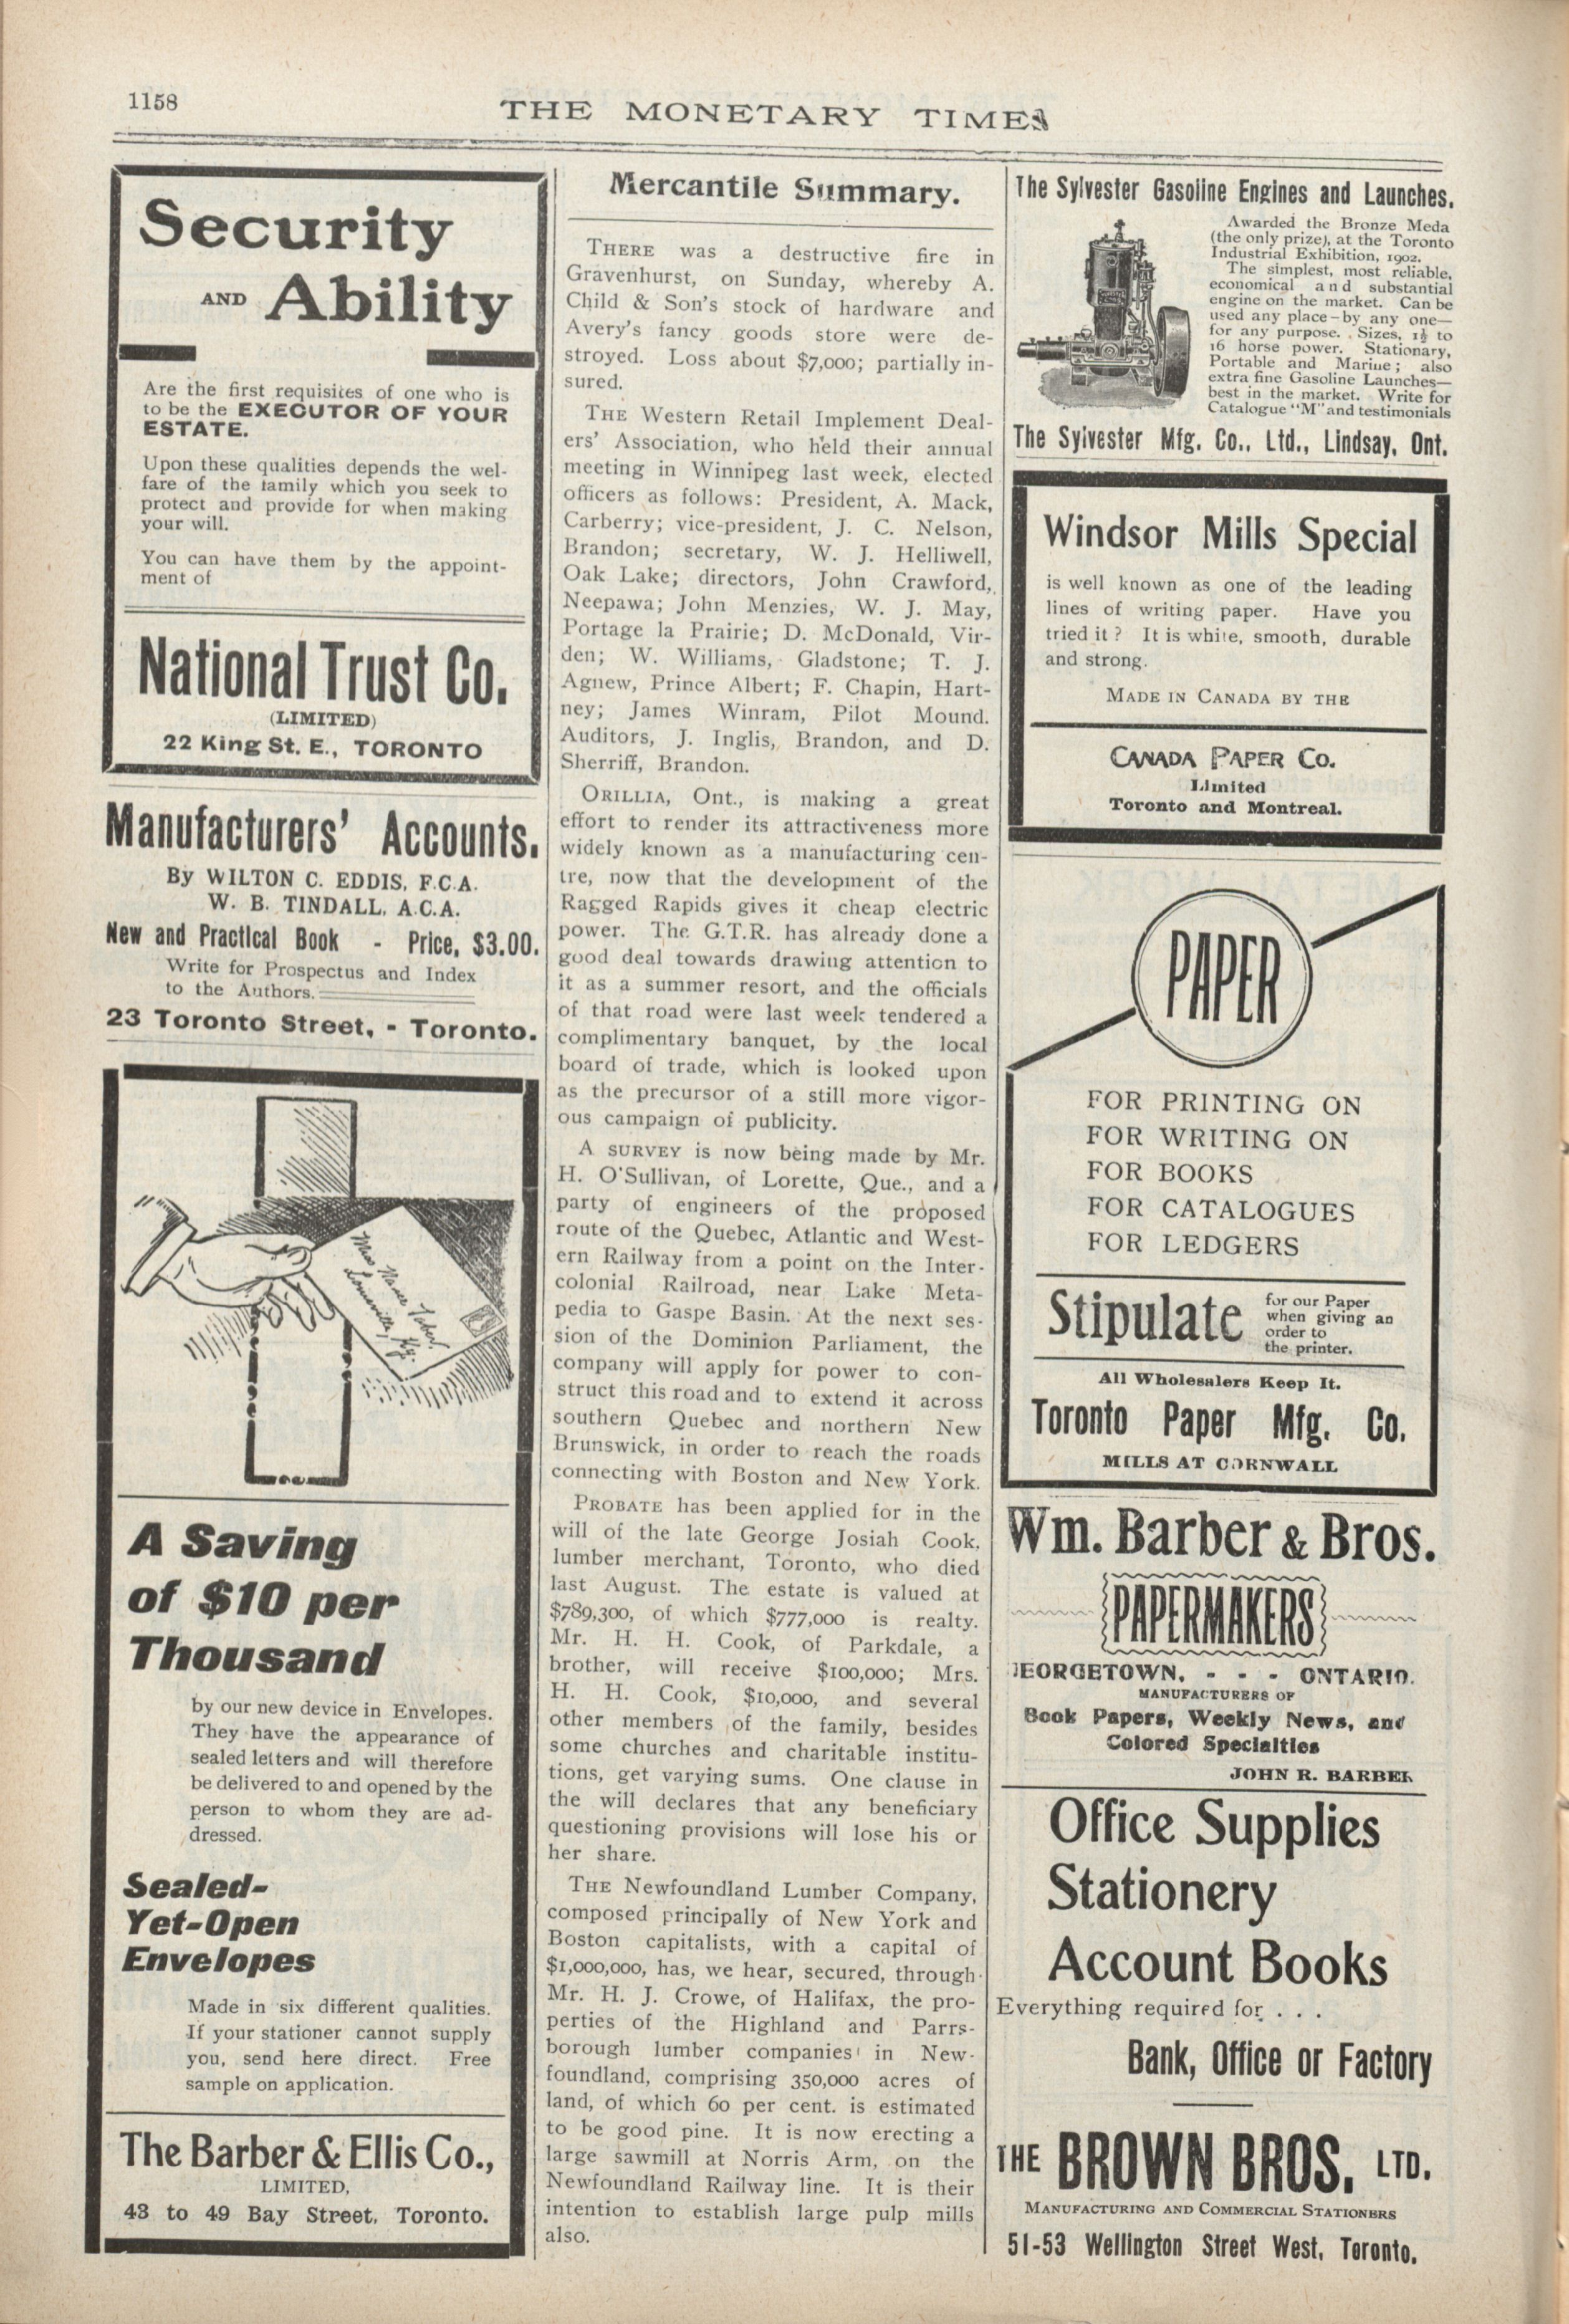 1158
THE MONETARY TIMES
Security
AND Ability
Are the first requisites of one who is
to be the EXECUTOR OF YOUR
ESTATE.
Upon these qualities depends the wel-
fare of the family which you seek to
protect and provide for when making
your will.
You can have them by the appoint-
ment of
National Trust Co.
(LIMITED)
22 King St. E., TORONTO
Manufacturers' Accounts.
By WILTON C. EDDIS, F.C.A.
W. B. TINDALL, A.C.A.
New and Practical Book - Price, $3.00.
Write for Prospectus and Index
to the Authors.
23 Toronto Street, - Toronto.
Louisville, Ky.
A Saving
of $10 per
Thousand
by our new device in Envelopes.
They have the appearance of
sealed letters and will therefore
be delivered to and opened by the
person to whom they are ad-
dressed.
Sealed-
Yet-Open
Envelopes
Made in six different qualities.
If your stationer cannot supply
you, send here direct. Free
sample on application.
The Barber & Ellis Co.,
LIMITED,
43 to 49 Bay Street, Toronto.
Mercantile Summary.
THERE was a destructive fire in
Gravenhurst, on Sunday, whereby A.
Child & Son's stock of hardware and
Avery's fancy goods store were de-
stroyed. Loss about $7,000; partially in-
sured.
THE Western Retail Implement Deal-
ers' Association, who held their annual
meeting in Winnipeg last week, elected
officers as follows: President, A. Mack,
Carberry; vice-president, J. C. Nelson,
Brandon; secretary, W. J. Helliwell,
Oak Lake; directors, John Crawford,
Neepawa; John Menzies, W. J. May,
Portage la Prairie; D. McDonald, Vir-
den; W. Williams, Gladstone; T. J.
Agnew, Prince Albert; F. Chapin, Hart-
ney; James Winram, Pilot Mound.
Auditors, J. Inglis, Brandon, and D.
Sherriff, Brandon.
ORILLIA, Ont., is making a great
effort to render its attractiveness more
widely known as a manufacturing cen-
tre, now that the development of the
Ragged Rapids gives it cheap electric
power. The G.T.R. has already done a
good deal towards drawing attention to
it as a summer resort, and the officials
of that road were last week tendered a
complimentary banquet, by the local
board of trade, which is looked upon
as the precursor of a still more vigor-
ous campaign of publicity.
A SURVEY is now being made by Mr.
H. O'Sullivan, of Lorette, Que., and a
party of engineers of the proposed
route of the Quebec, Atlantic and West-
ern Railway from a point on the Inter-
colonial Railroad, near Lake Meta-
pedia to Gaspe Basin. At the next ses-
sion of the Dominion Parliament, the
company will apply for power to con-
struct this road and to extend it across
southern Quebec and northern New
Brunswick, in order to reach the roads
connecting with Boston and New York.
PROBATE has been applied for in the
will of the late George Josiah Cook,
lumber merchant, Toronto, who died
last August. The estate is valued at
$789,300, of which $777,000 is realty.
Mr. H. H. Cook, of Parkdale, a
brother, will receive $100,000; Mrs.
H. H. Cook, $10,000, and several
other members of the family, besides
some churches and charitable institu-
tions, get varying sums. One clause in
the will declares that any beneficiary
questioning provisions will lose his or
her share.
THE Newfoundland Lumber Company,
composed principally of New York and
Boston capitalists, with a capital of
$1,000,000, has, we hear, secured, through
Mr. H. J. Crowe, of Halifax, the pro-
perties of the Highland and Parrs-
borough lumber companies in New-
foundland, comprising 350,000 acres of
land, of which 60 per cent. is estimated
to be good pine. It is now erecting a
large sawmill at Norris Arm, on the
Newfoundland Railway line. It is their
intention to establish large pulp mills
also.
The Sylvester Gasoline Engines and Launches.
Awarded the Bronze Meda
(the only prize), at the Toronto
Industrial Exhibition, 1902.
The simplest, most reliable,
economical and substantial
engine on the market. Can be
used any place—by any one—
for any purpose. Sizes, 1½ to
16 horse power. Stationary,
Portable and Marine; also
extra fine Gasoline Launches—
best in the market. Write for
Catalogue "M" and testimonials
The Sylvester Mfg. Co., Ltd., Lindsay, Ont.
Windsor Mills Special
is well known as one of the leading
lines of writing paper. Have you
tried it? It is white, smooth, durable
and strong.
MADE IN CANADA BY THE
CANADA PAPER CO.
Limited
Toronto and Montreal.
PAPER
FOR PRINTING ON
FOR WRITING ON
FOR BOOKS
FOR CATALOGUES
FOR LEDGERS
Stipulate for our Paper
when giving an
order to
the printer.
All Wholesalers Keep It.
Toronto Paper Mfg. Co.
MILLS AT CORNWALL
Wm. Barber & Bros.
PAPERMAKERS
GEORGETOWN, - - - ONTARIO.
MANUFACTURERS OF
Book Papers, Weekly News, and
Colored Specialties
JOHN R. BARBER
Office Supplies
Stationery
Account Books
Everything required for . . .
Bank, Office or Factory
THE BROWN BROS. LTD.
MANUFACTURING AND COMMERCIAL STATIONERS
51-53 Wellington Street West, Toronto.